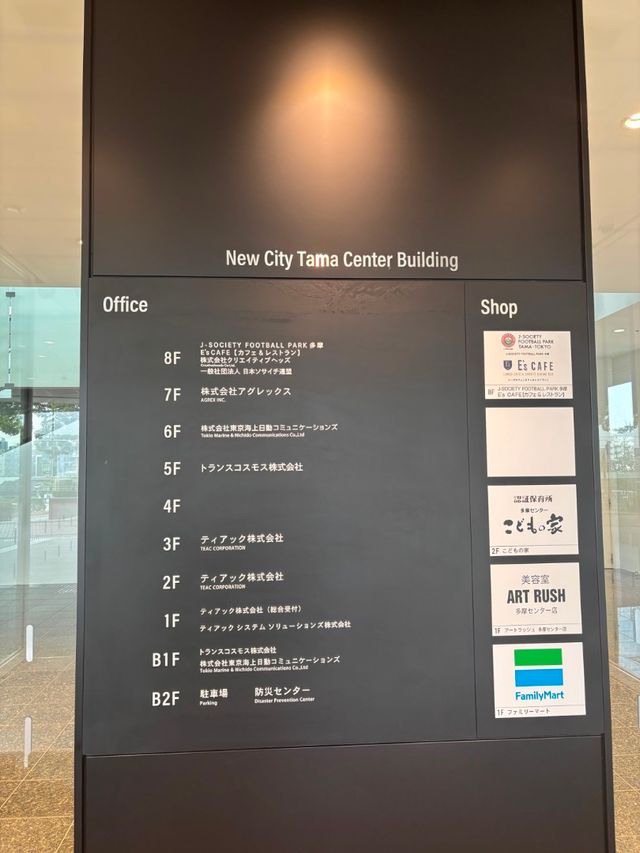 New City Tama Center Building
Office
8F
J-SOCIETY FOOTBALL PARK 多摩
E's CAFE【カフェ & レストラン】
株式会社クリエイティブヘッズ
一般社団法人 日本ソサイチ連盟
7F 株式会社アグレックス
AGREX INC.
6F 株式会社東京海上日動コミュニケーションズ
Tokio Marine & Nichido Communications Co.,Ltd
5F トランスコスモス株式会社
4F
3F ティアック株式会社
TEAC CORPORATION
2F ティアック株式会社
TEAC CORPORATION
1F ティアック株式会社（総合受付）
ティアック システム ソリューションズ株式会社
B1F トランスコスモス株式会社
株式会社東京海上日動コミュニケーションズ
Tokio Marine & Nichido Communications Co.,Ltd
B2F 駐車場 防災センター
Parking Disaster Prevention Center
Shop
J-SOCIETY
FOOTBALL PARK
TAMA・TOKYO
E's CAFE
8F J-SOCIETY FOOTBALL PARK 多摩
E's CAFE【カフェ&レストラン】
認証保育所
多摩センター
こどもの家
2F こどもの家
美容室
ART RUSH
多摩センター店
1F アートラッシュ 多摩センター店
FamilyMart
1F ファミリーマート